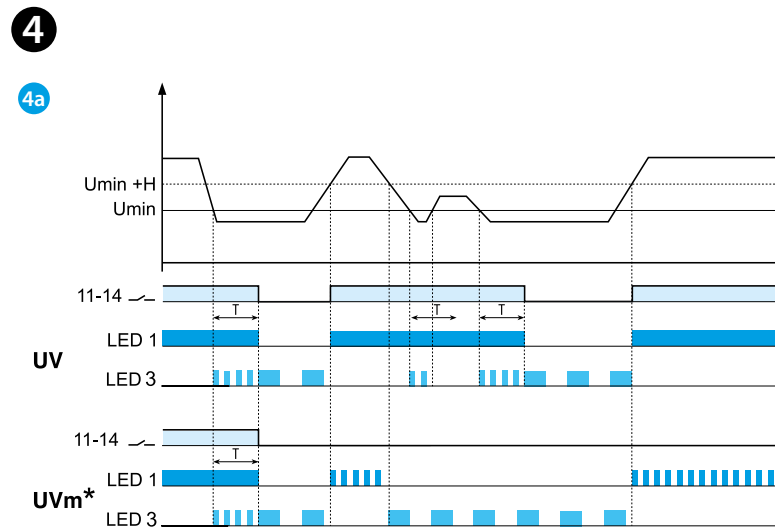 4
4a
Umin +H
Umin
11-14
T T T
LED 1
UV
LED 3
11-14
T
LED 1
UVm*
LED 3